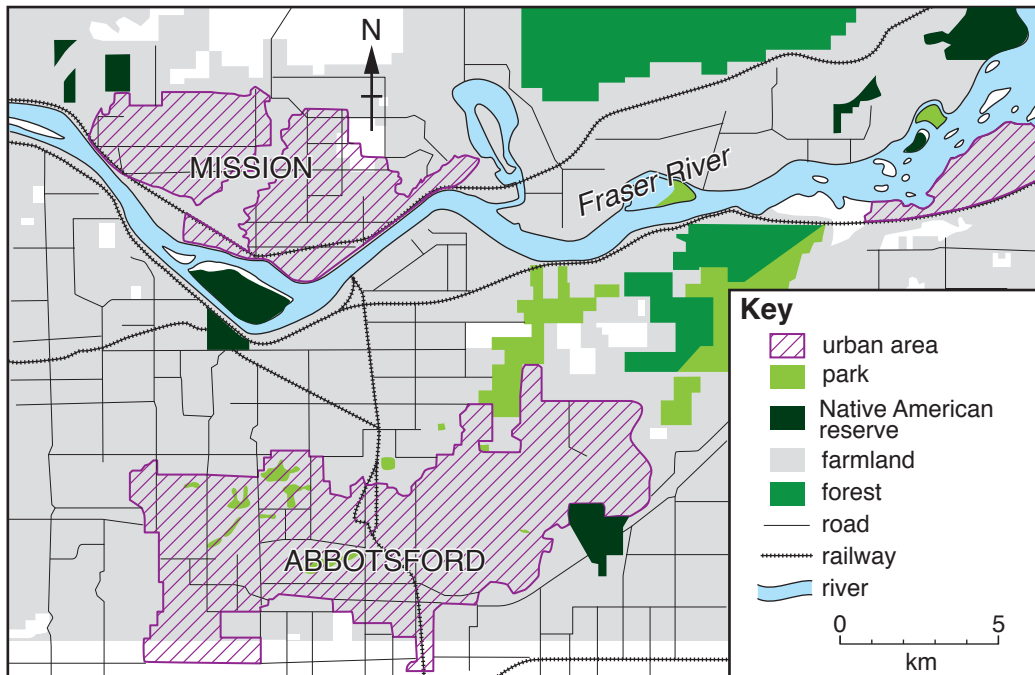 N
MISSION
Fraser River
ABBOTSFORD
Key
urban area
park
Native American
reserve
farmland
forest
road
railway
river
0 5
km